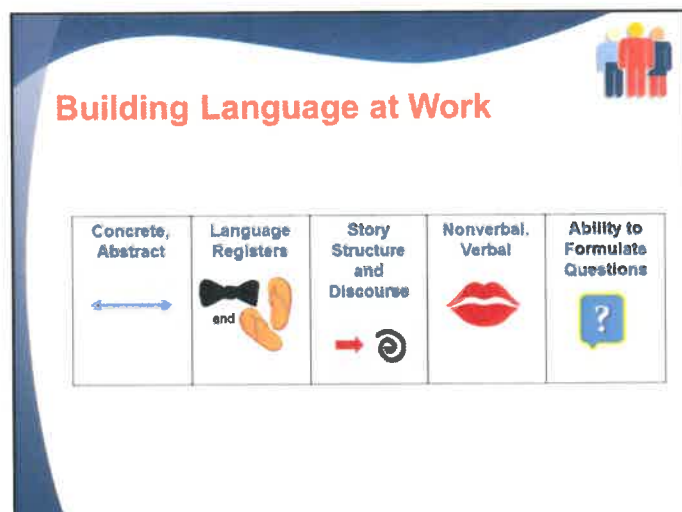 Building Language at Work
Concrete,
Abstract
Language
Registers
and
Story
Structure
and
Discourse
Nonverbal,
Verbal
Ability to
Formulate
Questions
?